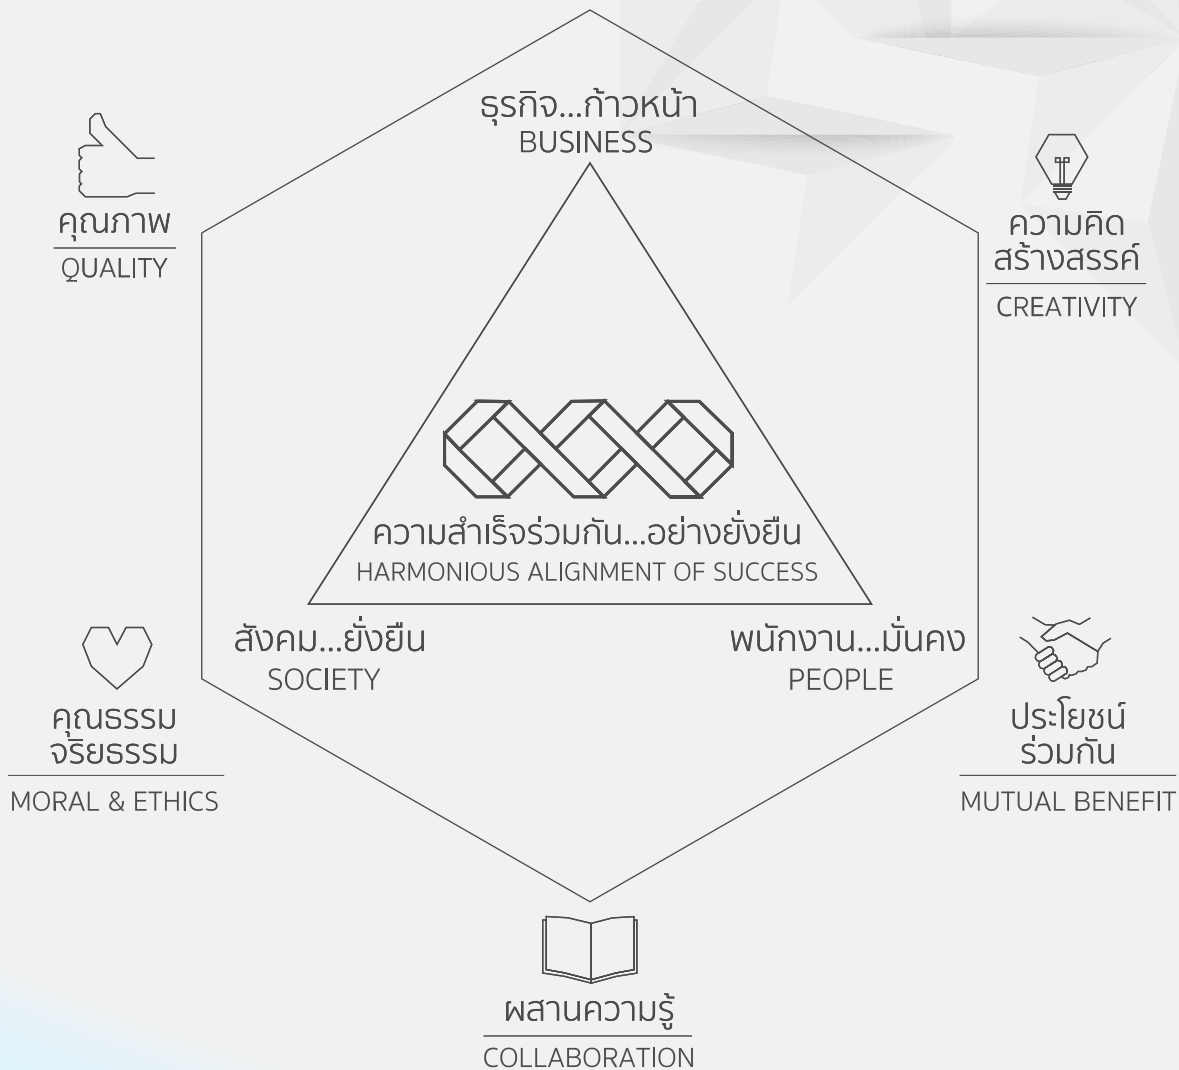 ธุรกิจ...ก้าวหน้า
BUSINESS
คุณภาพ
QUALITY
ความคิด
สร้างสรรค์
CREATIVITY
ความสำเร็จร่วมกัน...อย่างยั่งยืน
HARMONIOUS ALIGNMENT OF SUCCESS
สังคม...ยั่งยืน
SOCIETY
พนักงาน...มั่นคง
PEOPLE
คุณธรรม
จริยธรรม
MORAL & ETHICS
ประโยชน์
ร่วมกัน
MUTUAL BENEFIT
ผสานความรู้
COLLABORATION